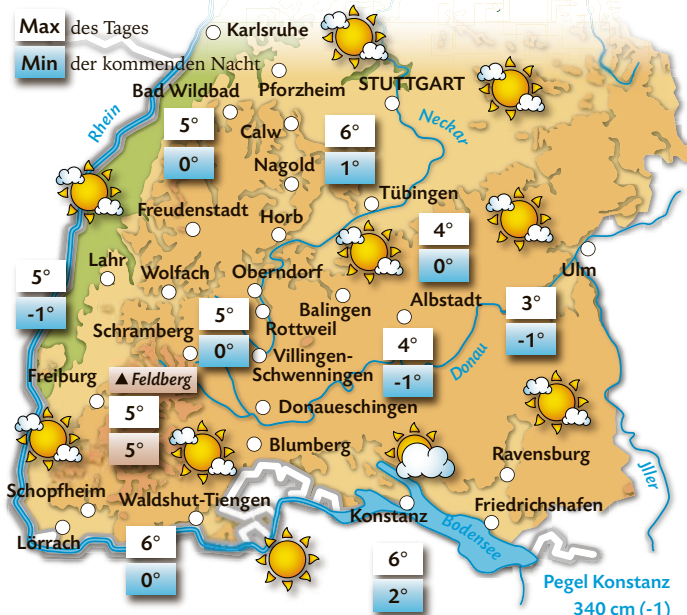 Max des Tages
Min der kommenden Nacht
Karlsruhe
Rhein
Bad Wildbad
Pforzheim
STUTTGART
5°
0°
Calw
6°
1°
Neckar
Nagold
Tübingen
Freudenstadt
Horb
4°
0°
Lahr
Wolfach
Oberndorf
Ulm
5°
-1°
Balingen
Albstadt
3°
-1°
Schramberg
5°
0°
Rottweil
4°
-1°
Donau
Villingen-
Schwenningen
Freiburg
▲ Feldberg
5°
5°
Donaueschingen
Blumberg
Ravensburg
Jller
Schopfheim
Waldshut-Tiengen
Konstanz
Friedrichshafen
Lörrach
Bodensee
6°
0°
6°
2°
Pegel Konstanz
340 cm (-1)